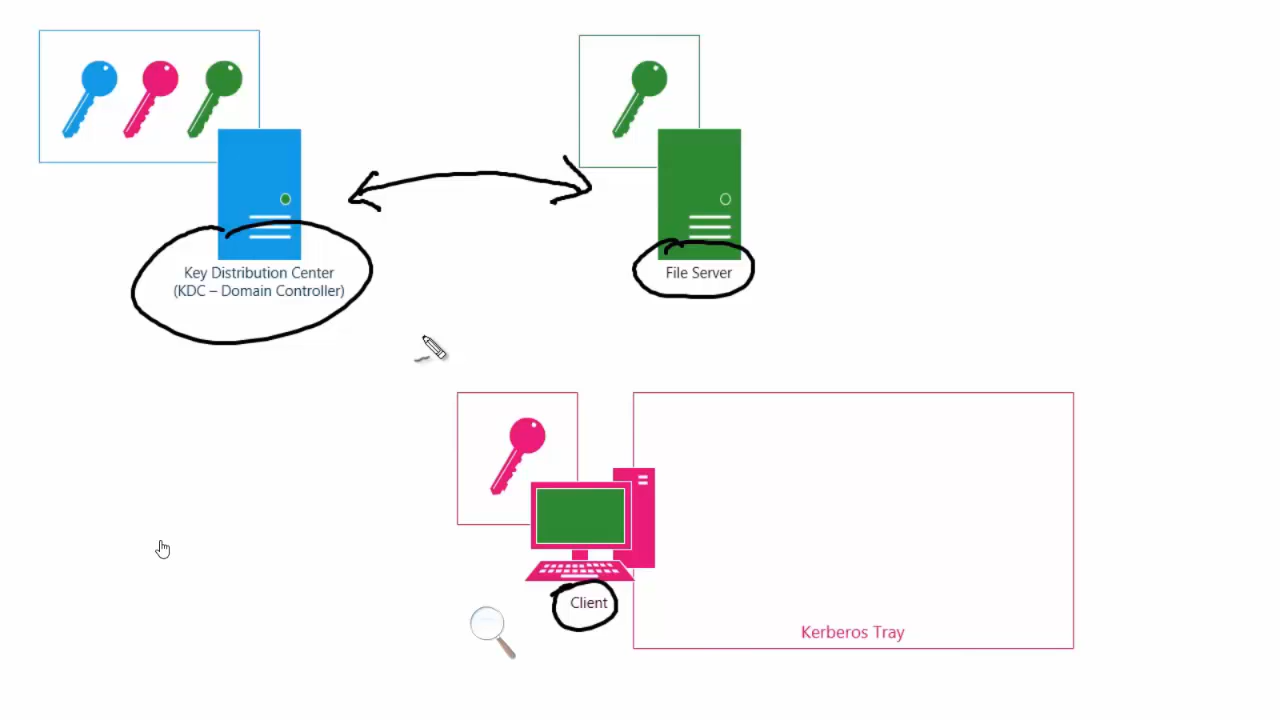 Key Distribution Center
(KDC – Domain Controller)
File Server
Client
Kerberos Tray